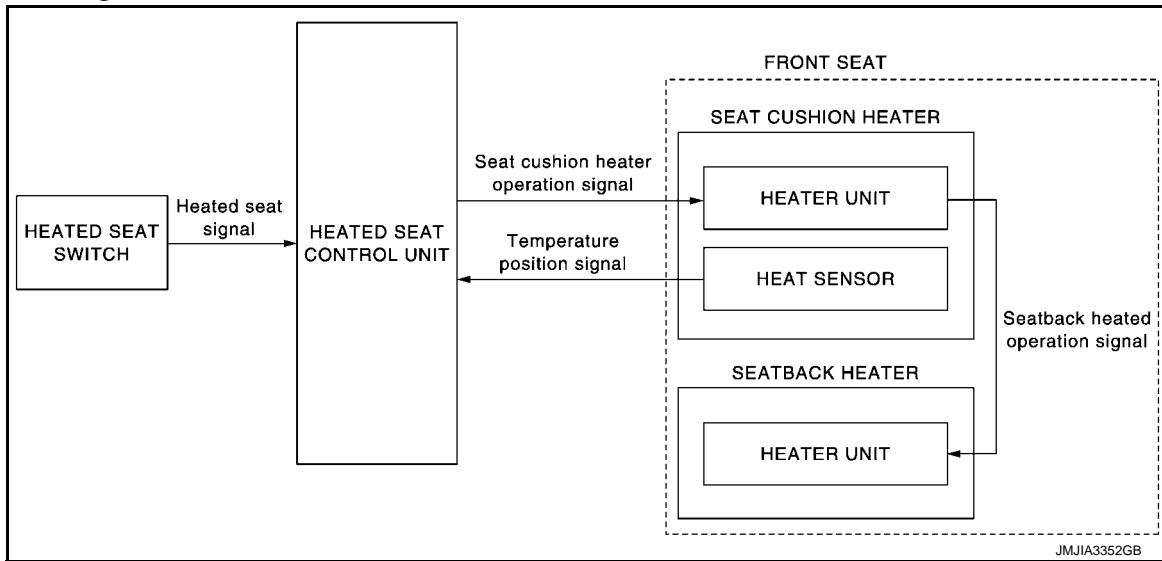 FRONT SEAT
SEAT CUSHION HEATER
Seat cushion heater
operation signal
HEATER UNIT
Heated seat
signal
HEATED SEAT
SWITCH
HEATED SEAT
CONTROL UNIT
Temperature
position signal
HEAT SENSOR
Seatback heated
operation signal
SEATBACK HEATER
HEATER UNIT
JMJIA3352GB